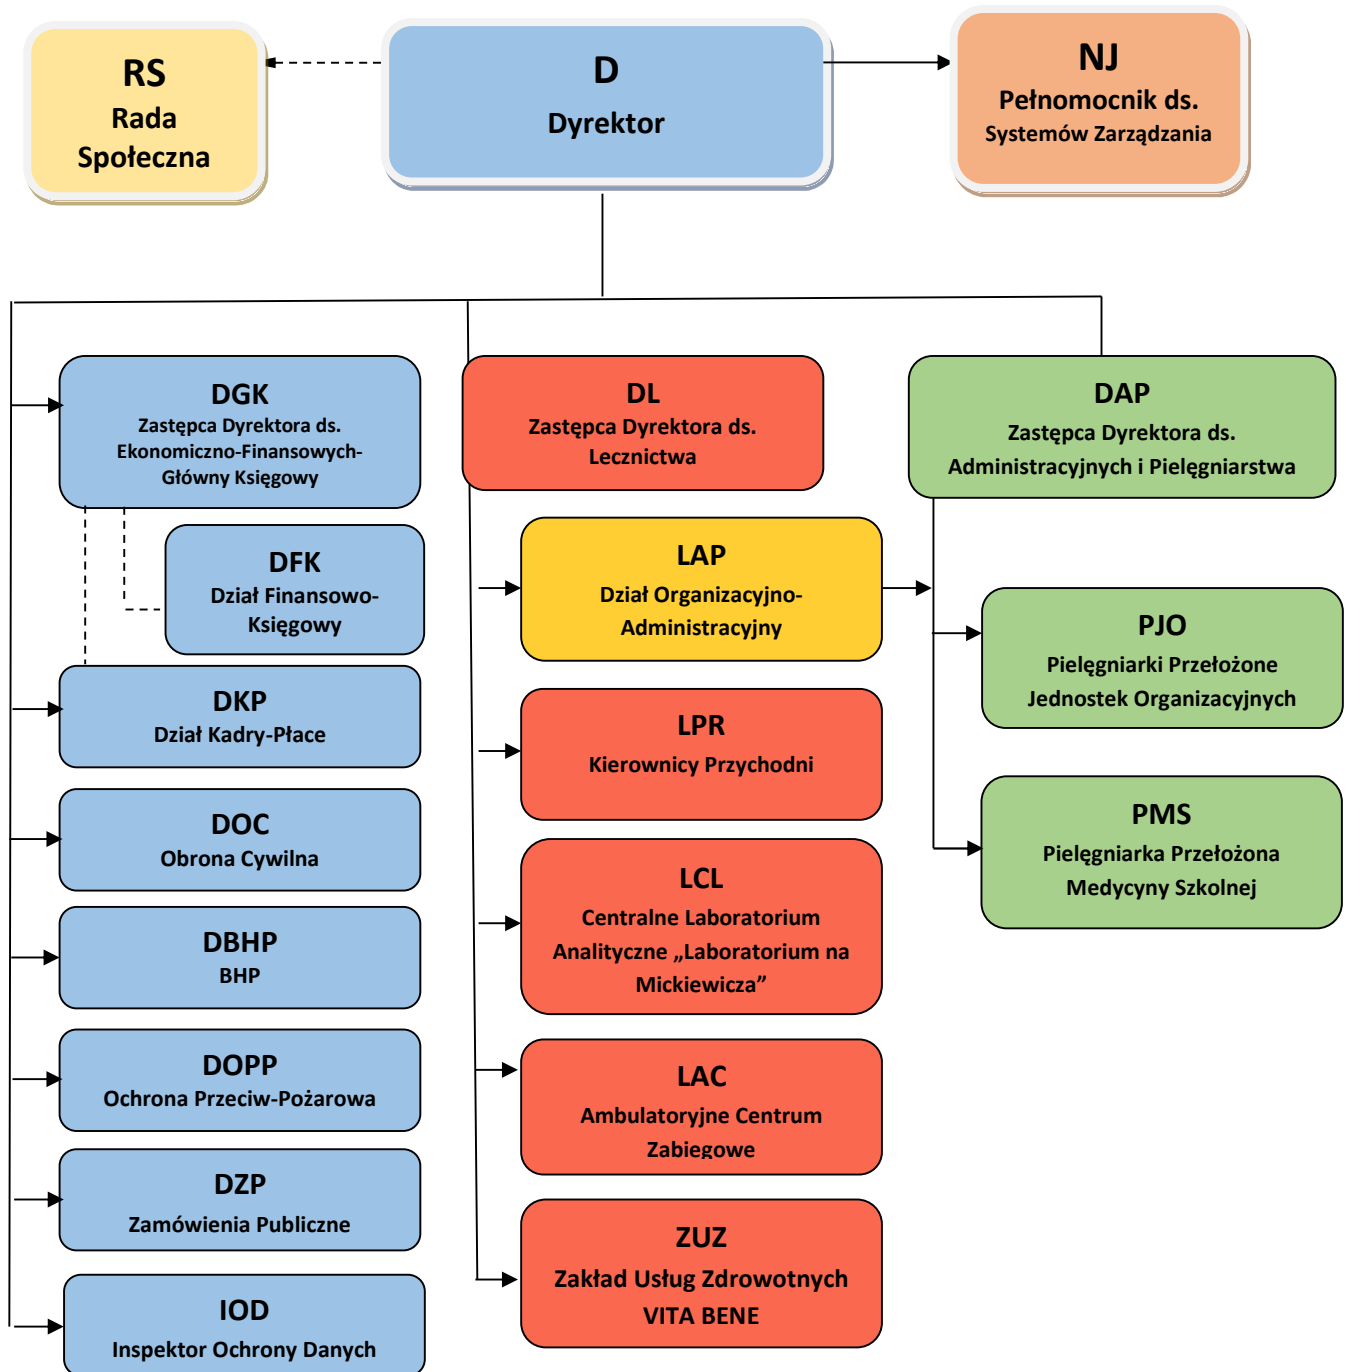 RS
Rada
Społeczna
D
Dyrektor
NJ
Pełnomocnik ds.
Systemów Zarządzania
DGK
Zastępca Dyrektora ds.
Ekonomiczno-Finansowych-
Główny Księgowy
DFK
Dział Finansowo-
Księgowy
DKP
Dział Kadry-Płace
DOC
Obrona Cywilna
DBHP
BHP
DOPP
Ochrona Przeciw-Pożarowa
DZP
Zamówienia Publiczne
IOD
Inspektor Ochrony Danych
DL
Zastępca Dyrektora ds.
Lecznictwa
LAP
Dział Organizacyjno-
Administracyjny
LPR
Kierownicy Przychodni
LCL
Centralne Laboratorium
Analityczne „Laboratorium na
Mickiewicza”
LAC
Ambulatoryjne Centrum
Zabiegowe
ZUZ
Zakład Usług Zdrowotnych
VITA BENE
DAP
Zastępca Dyrektora ds.
Administracyjnych i Pielęgniarstwa
PJO
Pielęgniarki Przełożone
Jednostek Organizacyjnych
PMS
Pielęgniarka Przełożona
Medycyny Szkolnej